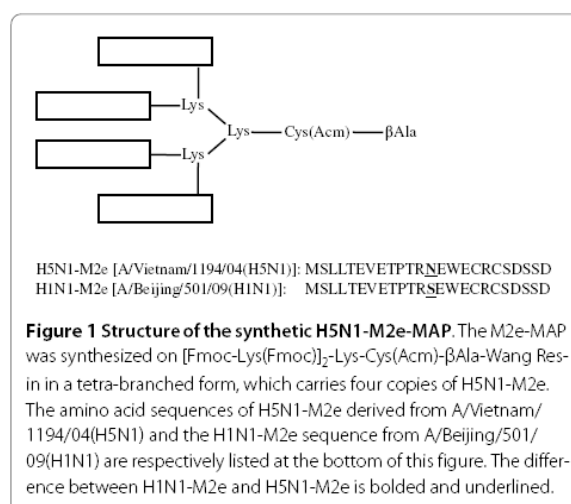 Lys
Lys Cys(Acm) βAla
Lys
H5N1-M2e [A/Vietnam/1194/04(H5N1)]: MSLLTEVETPTRNEWECRCSDSSD
H1N1-M2e [A/Beijing/501/09(H1N1)]: MSLLTEVETPTRSEWECRCSDSSD
Figure 1 Structure of the synthetic H5N1-M2e-MAP. The M2e-MAP
was synthesized on [Fmoc-Lys(Fmoc)]2-Lys-Cys(Acm)-βAla-Wang Res-
in in a tetra-branched form, which carries four copies of H5N1-M2e.
The amino acid sequences of H5N1-M2e derived from A/Vietnam/
1194/04(H5N1) and the H1N1-M2e sequence from A/Beijing/501/
09(H1N1) are respectively listed at the bottom of this figure. The differ-
ence between H1N1-M2e and H5N1-M2e is bolded and underlined.